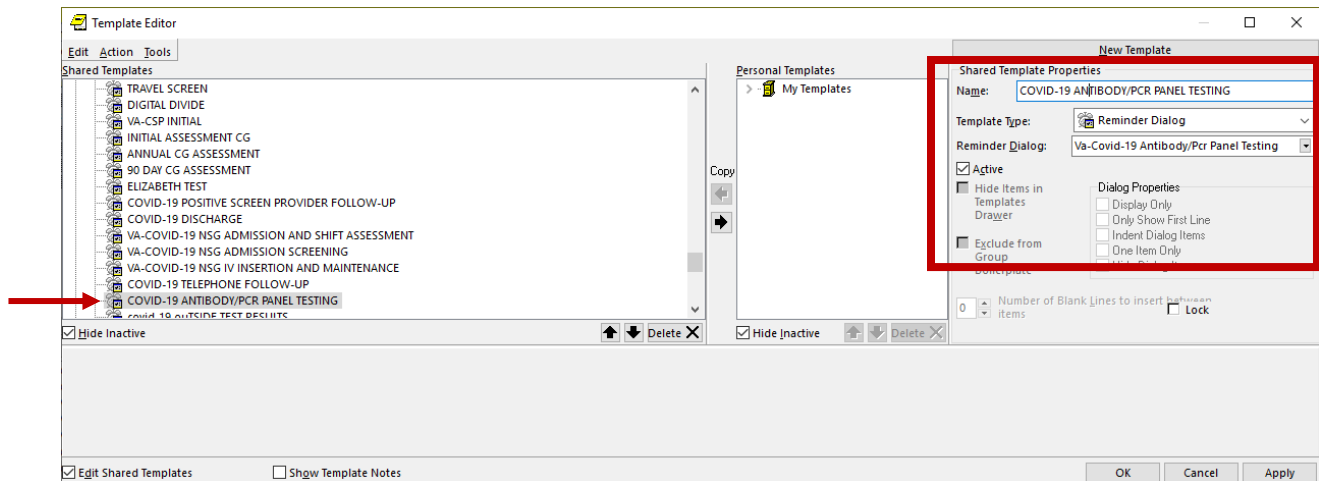 Template Editor
Edit Action Tools
New Template
Shared Templates
TRAVEL SCREEN
DIGITAL DIVIDE
VA-CSP INITIAL
INITIAL ASSESSMENT CG
ANNUAL CG ASSESSMENT
90 DAY CG ASSESSMENT
ELIZABETH TEST
COVID-19 POSITIVE SCREEN PROVIDER FOLLOW-UP
COVID-19 DISCHARGE
VA-COVID-19 NSG ADMISSION AND SHIFT ASSESSMENT
VA-COVID-19 NSG ADMISSION SCREENING
VA-COVID-19 NSG IV INSERTION AND MAINTENANCE
COVID-19 TELEPHONE FOLLOW-UP
COVID-19 ANTIBODY/PCR PANEL TESTING
covid 19 ouTSIDE TEST RESULTS
Hide Inactive
Delete
Copy
Personal Templates
My Templates
Hide Inactive
Delete
Shared Template Properties
Name: COVID-19 ANTIBODY/PCR PANEL TESTING
Template Type: Reminder Dialog
Reminder Dialog: Va-Covid-19 Antibody/Pcr Panel Testing
Active
Hide Items in
Templates
Drawer
Exclude from
Group
Boilerplate
Dialog Properties
Display Only
Only Show First Line
Indent Dialog Items
One Item Only
0 Number of Blank Lines to insert between
items
Lock
Edit Shared Templates
Show Template Notes
OK Cancel Apply